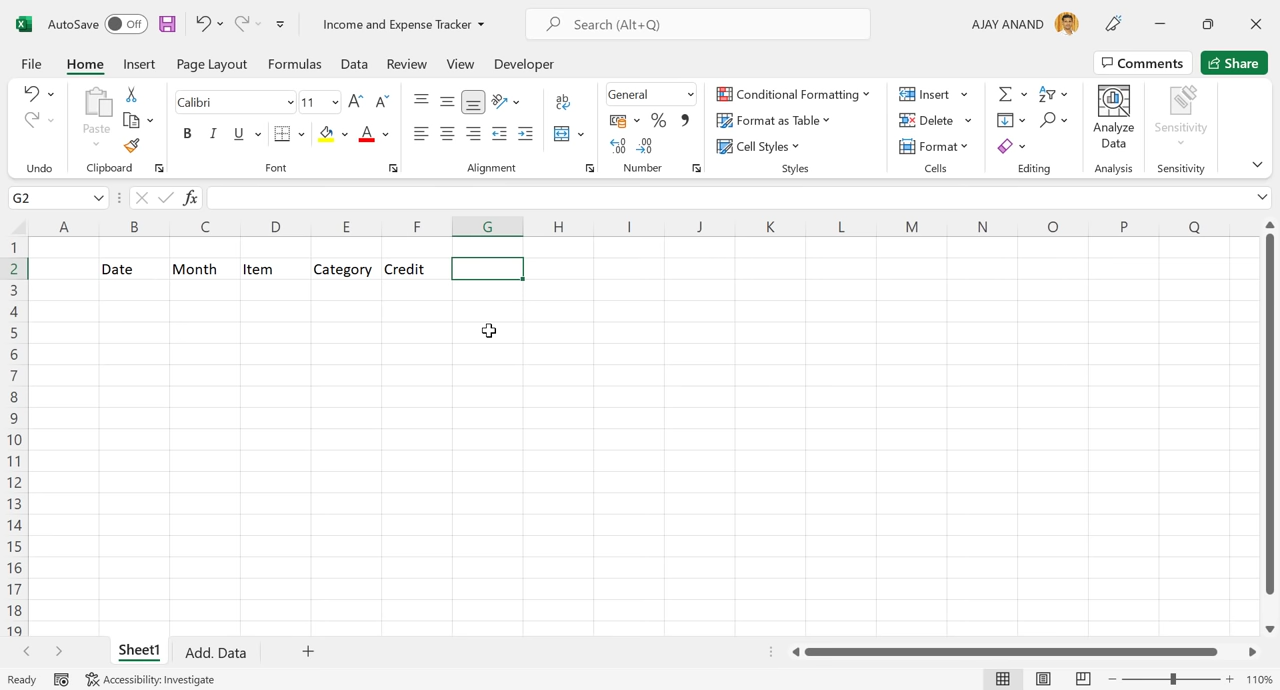 AutoSave Off Income and Expense Tracker Search (Alt+Q) AJAY ANAND
File Home Insert Page Layout Formulas Data Review View Developer Comments Share
Calibri 11 General Conditional Formatting Insert
Paste Format as Table Delete Analyze Data Sensitivity
B I U Cell Styles Format
Undo Clipboard Font Alignment Number Styles Cells Editing Analysis Sensitivity
G2 fx
A B C D E F G H I J K L M N O P Q
1
2 Date Month Item Category Credit
3
4
5
6
7
8
9
10
11
12
13
14
15
16
17
18
19
Sheet1 Add. Data
Ready Accessibility: Investigate 110%